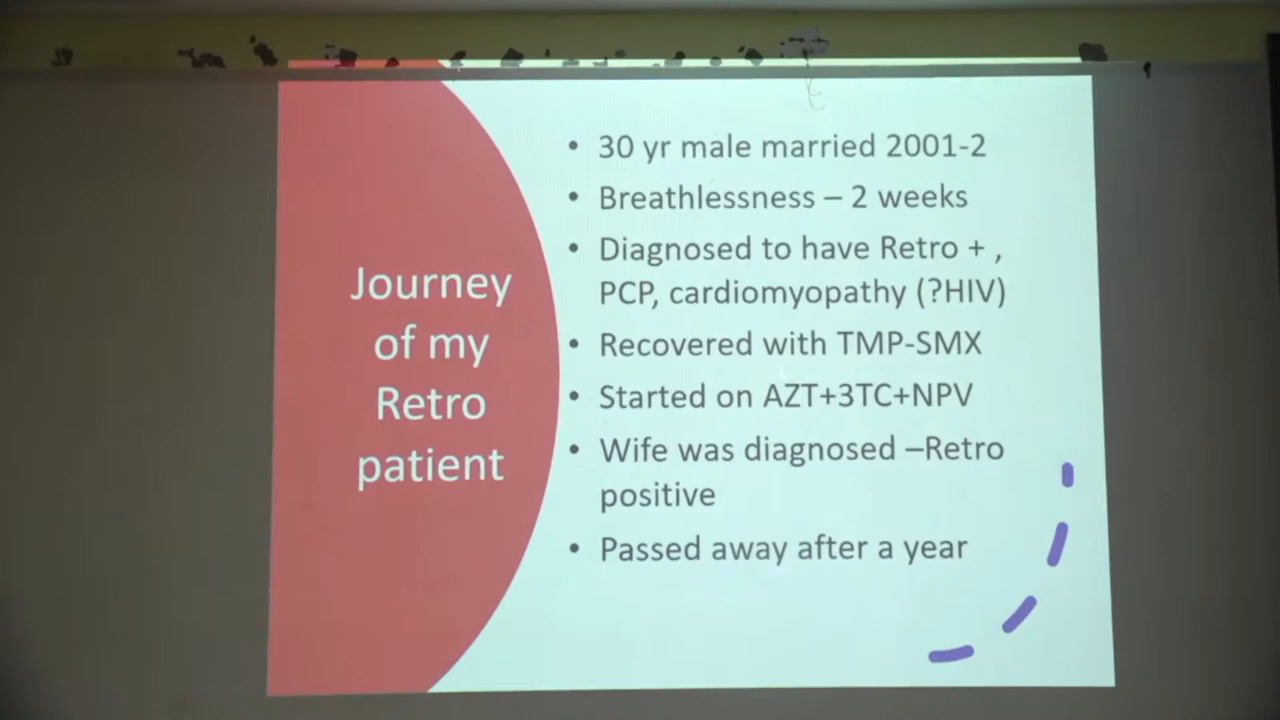 Journey
of my
Retro
patient
• 30 yr male married 2001-2
• Breathlessness – 2 weeks
• Diagnosed to have Retro + ,
PCP, cardiomyopathy (?HIV)
• Recovered with TMP-SMX
• Started on AZT+3TC+NPV
• Wife was diagnosed –Retro
positive
• Passed away after a year